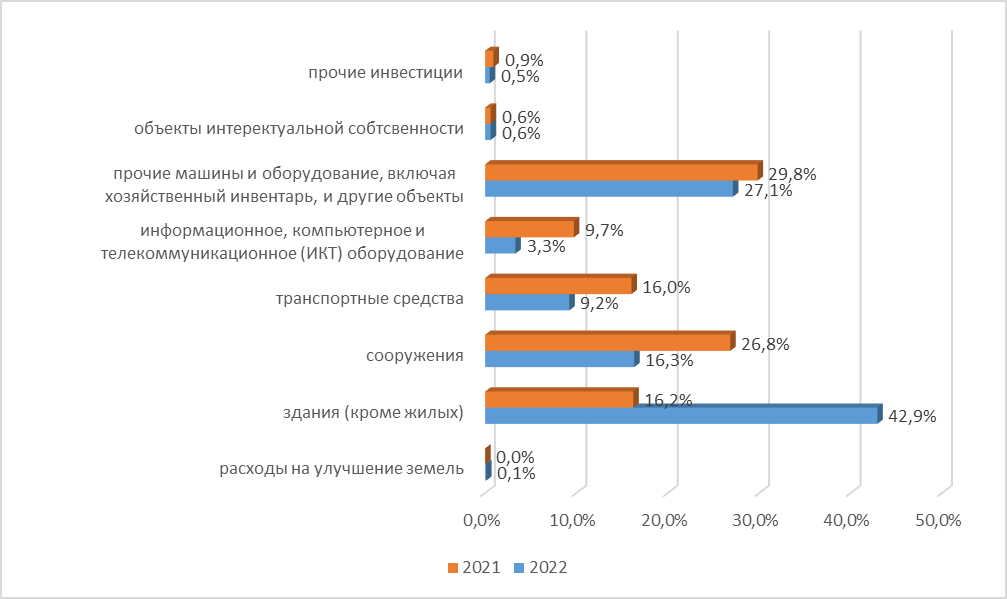 прочие инвестиции
0,9%
0,5%
объекты интеректуальной собтсвенности
0,6%
0,6%
прочие машины и оборудование, включая
хозяйственный инвентарь, и другие объекты
29,8%
27,1%
информационное, компьютерное и
телекоммуникационное (ИКТ) оборудование
9,7%
3,3%
транспортные средства
16,0%
9,2%
сооружения
26,8%
16,3%
здания (кроме жилых)
16,2%
42,9%
расходы на улучшение земель
0,0%
0,1%
0,0% 10,0% 20,0% 30,0% 40,0% 50,0%
2021 2022